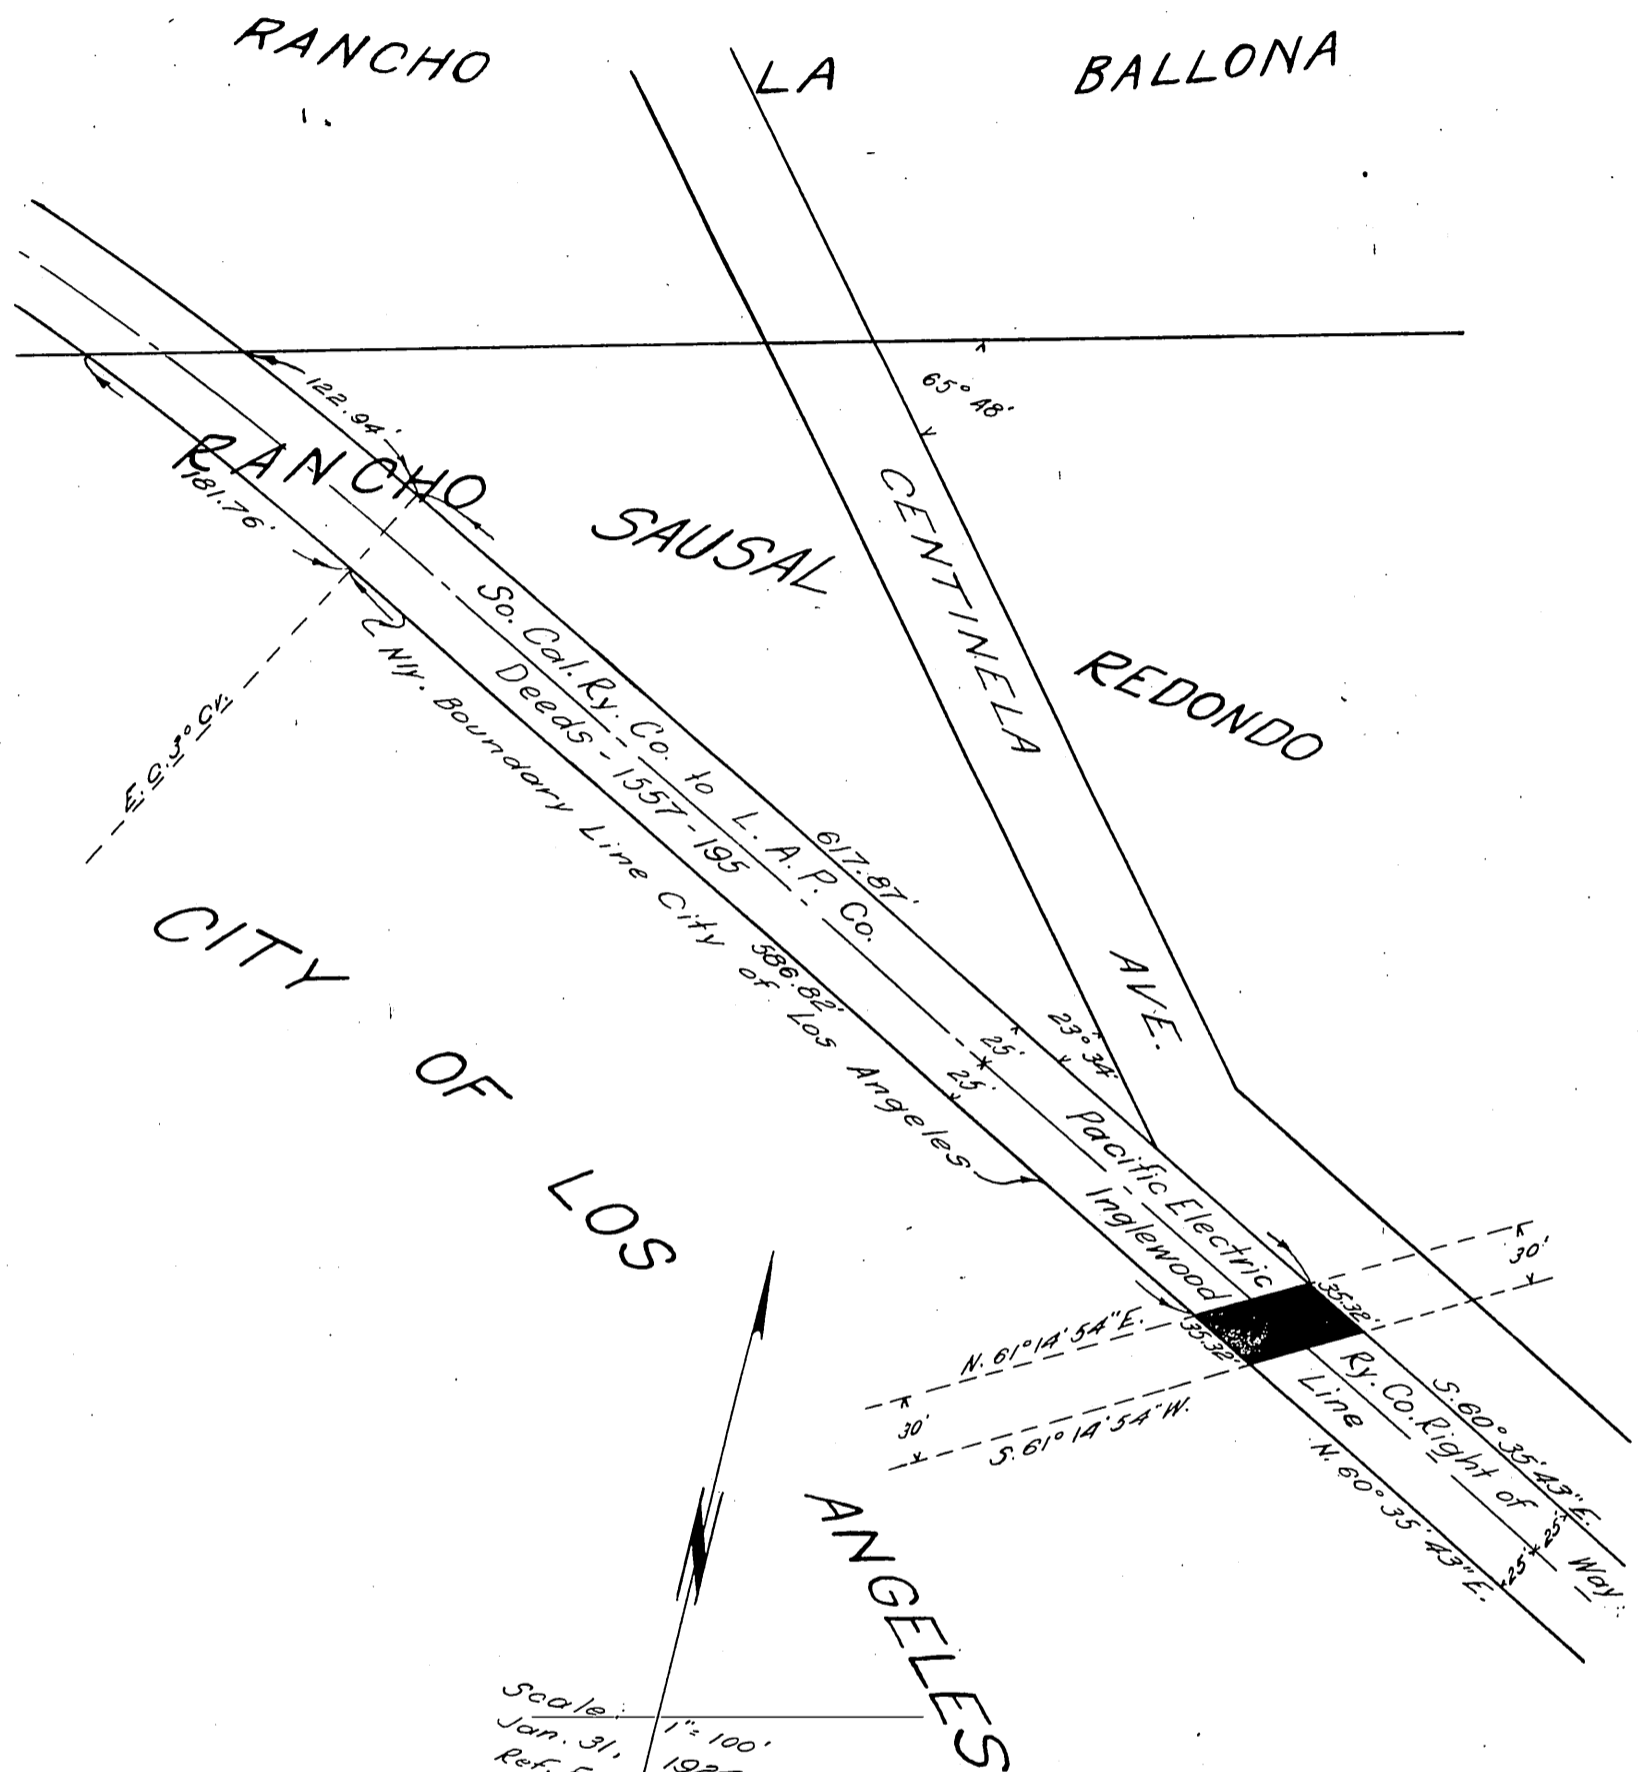 RANCHO LA BALLONA
65° 48'
122.94'
181.76'
RANCHO SAUSAL REDONDO
CENTINELA AVE.
So. Cal. Ry. Co. to L. A. P. Co.
Deeds - 1557 - 195
Nly. Boundary Line City of Los Angeles
E. C. 3° Cv.
617.87'
586.82'
23° 34'
25'
25'
CITY OF LOS ANGELES
Pacific Electric Ry. Co. Right of Way
Inglewood Line
30'
35.32'
35.32'
N. 61° 14' 54" E.
S. 61° 14' 54" W.
30'
S. 60° 35' 43" E.
N. 60° 35' 43" E.
25'
25'
Scale: 1" = 100'
Jan. 31,
Ref.